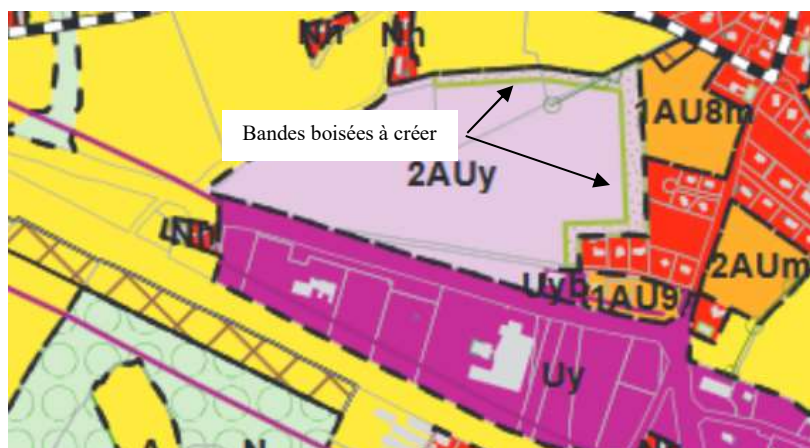 Nh
Nh
1AU8m
Bandes boisées à créer
2AUy
Nh
2AUm
Uyb
1AU9
Uy
A
N